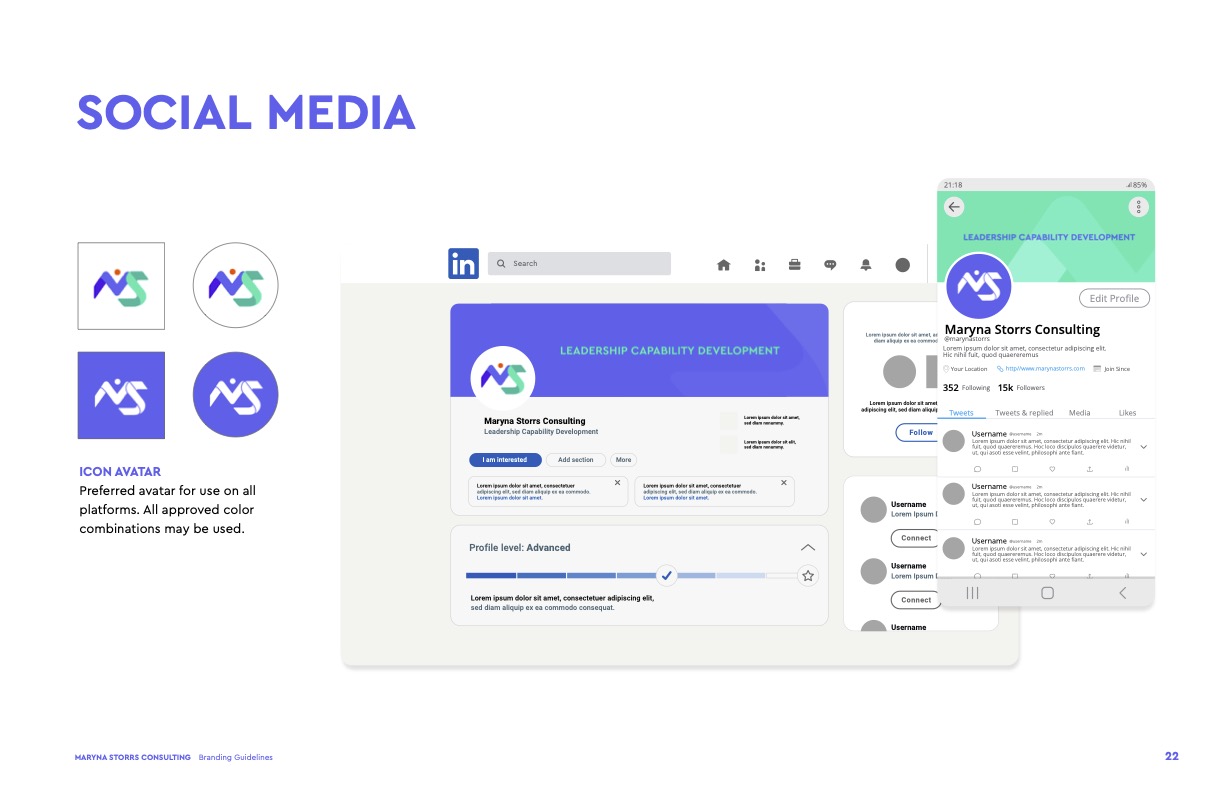 SOCIAL MEDIA
ICON AVATAR
Preferred avatar for use on all
platforms. All approved color
combinations may be used.
in
Search
LEADERSHIP CAPABILITY DEVELOPMENT
Maryna Storrs Consulting
Leadership Capability Development
Lorem ipsum dolor sit amet,
sed diam nonummy.
Lorem ipsum dolor sit elit,
sed diam nonummy.
I am interested
Add section
More
Lorem ipsum dolor sit amet, consectetuer
adipiscing elit, sed diam aliquip ex ea commodo.
Lorem ipsum dolor sit amet.
Lorem ipsum dolor sit amet, consectetuer
adipiscing elit, sed diam aliquip ex ea commodo.
Lorem ipsum dolor sit amet.
Profile level: Advanced
Lorem ipsum dolor sit amet, consectetuer adipiscing elit,
sed diam aliquip ex ea commodo consequat.
Lorem ipsum dolor sit amet,
diam aliquip ex ea
Lorem ipsum dolor sit amet
adipiscing elit, sed diam
Follow
Username
Lorem Ipsum
Connect
Username
Lorem Ipsum
Connect
Username
21:18
85%
LEADERSHIP CAPABILITY DEVELOPMENT
Edit Profile
Maryna Storrs Consulting
@marynastorrs
Lorem ipsum dolor sit amet, consectetur adipiscing elit.
Hic nihil fuit, quod quaereremus
Your Location
http//www.marynastorrs.com
Join Since
352 Following 15k Followers
Tweets
Tweets & replied
Media
Likes
Username @username 2m
Lorem ipsum dolor sit amet, consectetur adipiscing elit. Hic nihil
fuit, quod quaereremus. Hoc loco discipulos quaerere videtur,
ut, qui asoti esse velint, philosophi ante fiant.
Username @username 2m
Lorem ipsum dolor sit amet, consectetur adipiscing elit. Hic nihil
fuit, quod quaereremus. Hoc loco discipulos quaerere videtur,
ut, qui asoti esse velint, philosophi ante fiant.
Username @username 2m
Lorem ipsum dolor sit amet, consectetur adipiscing elit. Hic nihil
fuit, quod quaereremus. Hoc loco discipulos quaerere videtur,
ut, qui asoti esse velint, philosophi ante fiant.
MARYNA STORRS CONSULTING Branding Guidelines
22